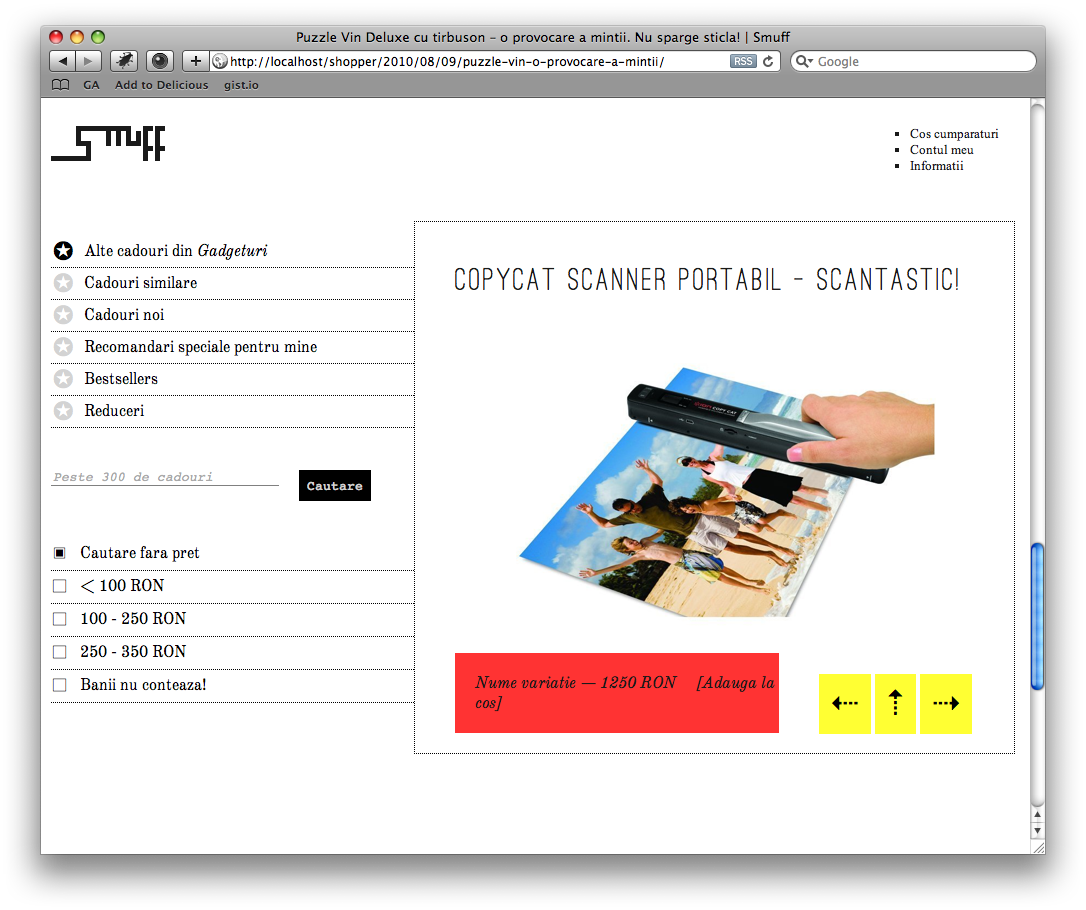 Puzzle Vin Deluxe cu tirbuson – o provocare a mintii. Nu sparge sticla! | Smuff
http://localhost/shopper/2010/08/09/puzzle-vin-o-provocare-a-mintii/
RSS
Google
GA
Add to Delicious
gist.io
Smuff
Cos cumparaturi
Contul meu
Informatii
Alte cadouri din Gadgeturi
Cadouri similare
Cadouri noi
Recomandari speciale pentru mine
Bestsellers
Reduceri
Peste 300 de cadouri
Cautare
Cautare fara pret
< 100 RON
100 - 250 RON
250 - 350 RON
Banii nu conteaza!
COPYCAT SCANNER PORTABIL – SCANTASTIC!
COPY CAT
Nume variatie — 1250 RON [Adauga la
cos]